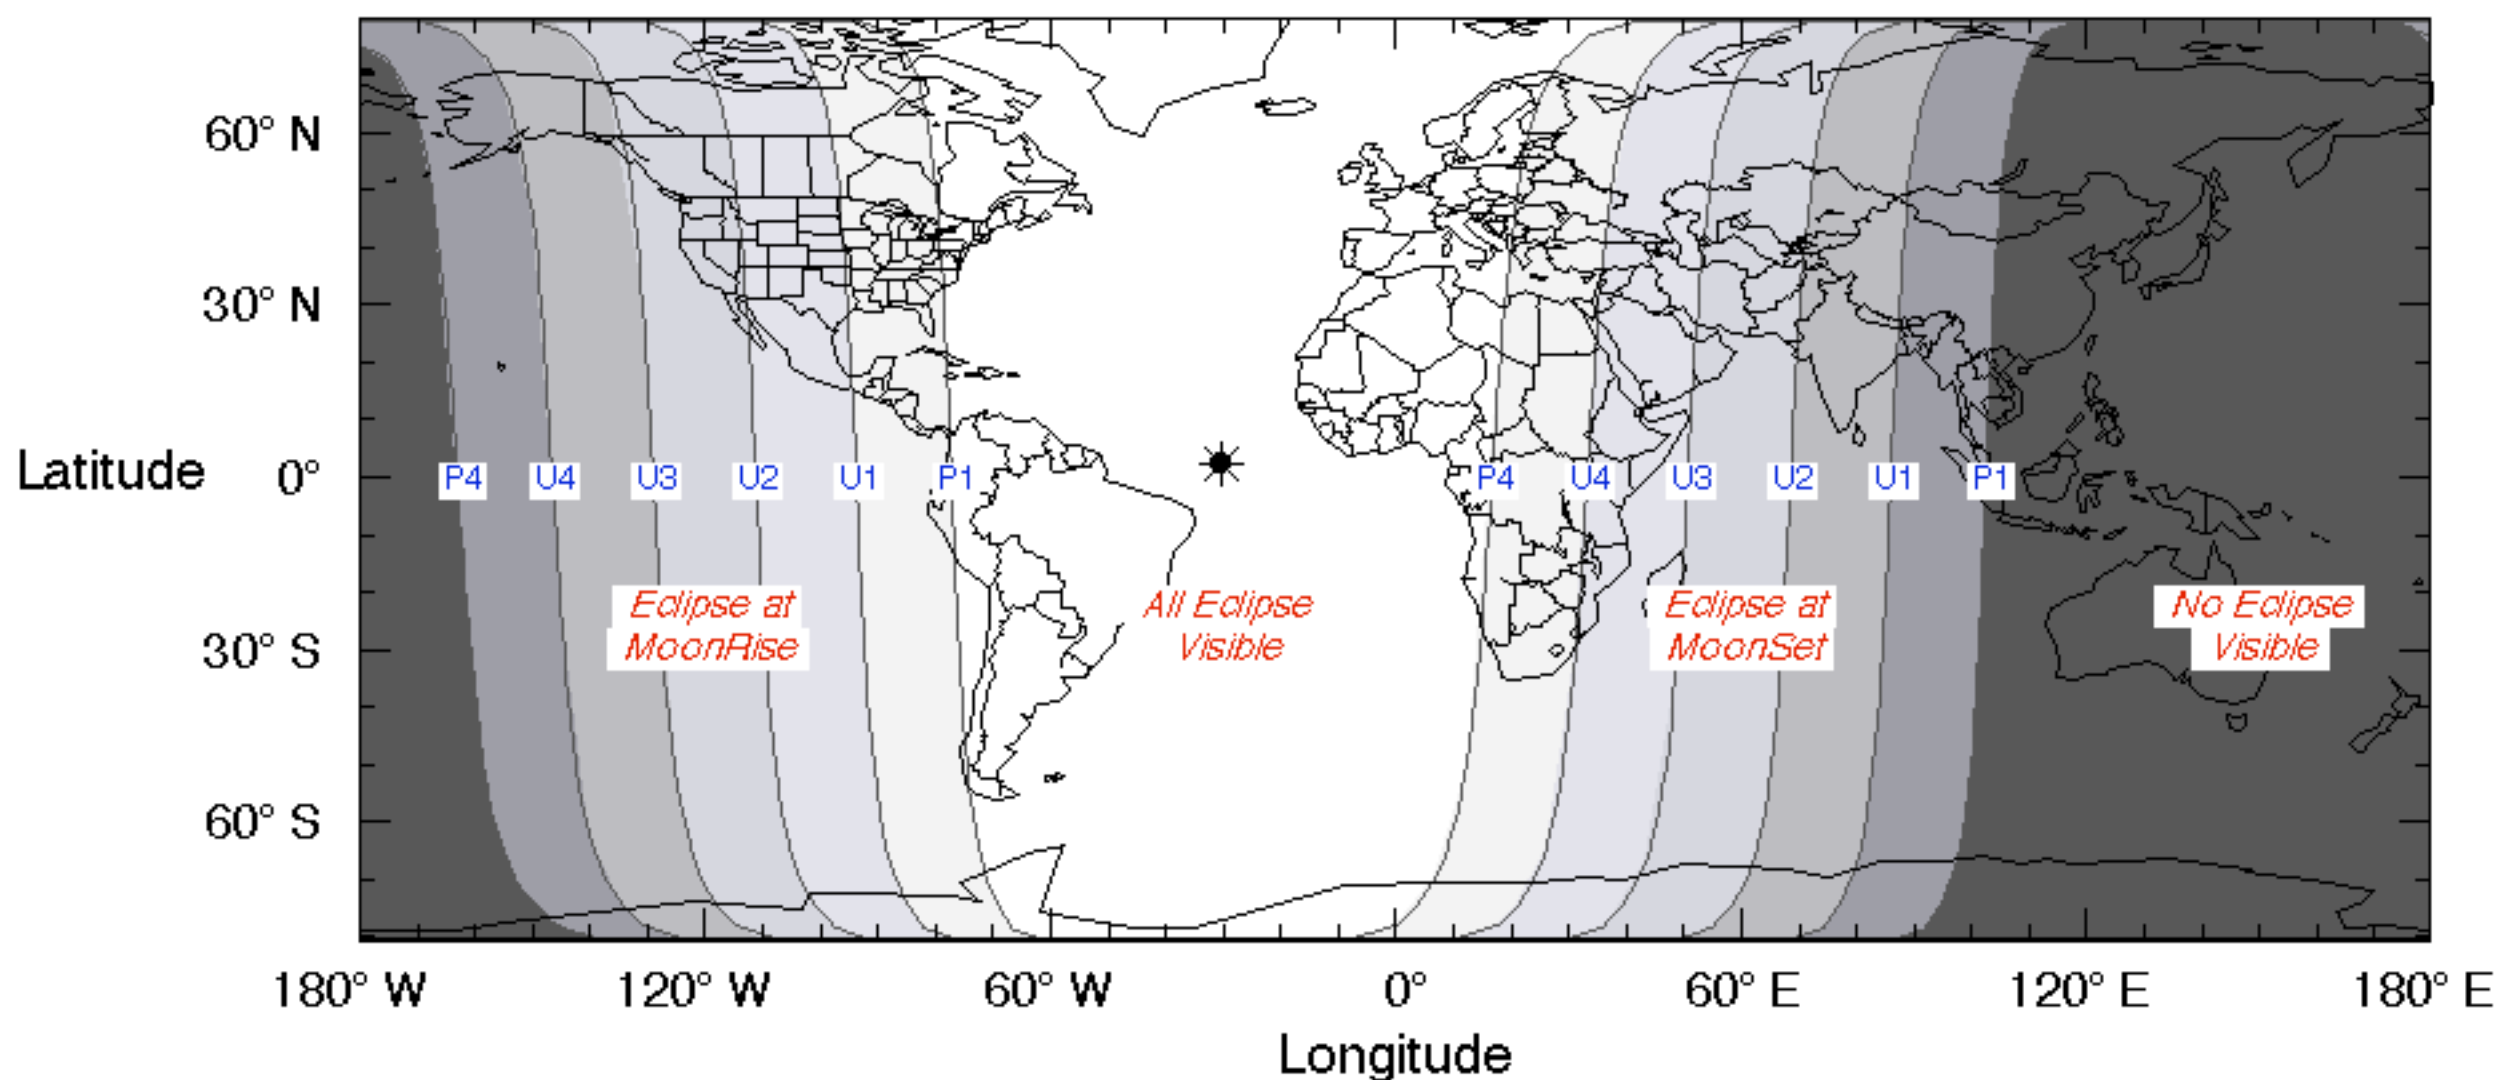 60° N
30° N
Latitude 0°
P4 U4 U3 U2 U1 P1 P4 U4 U3 U2 U1 P1
Eclipse at
MoonRise
All Eclipse
Visible
Eclipse at
MoonSet
No Eclipse
Visible
30° S
60° S
180° W 120° W 60° W 0° 60° E 120° E 180° E
Longitude